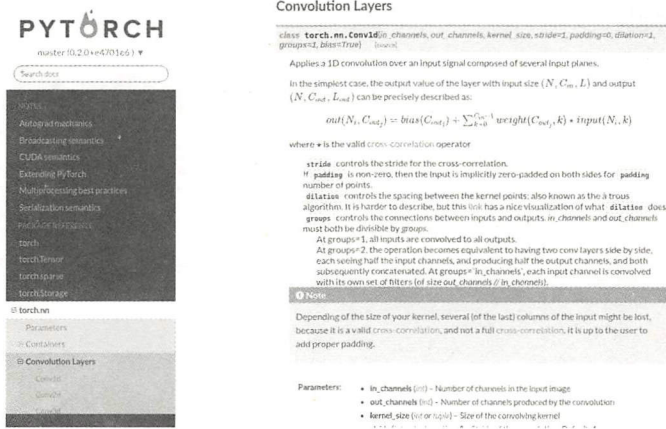 PYTORCH
master (0.2.0+e4701e6) ▼
Search docs
NOTES
Autograd mechanics
Broadcasting semantics
CUDA semantics
Extending PyTorch
Multiprocessing best practices
Serialization semantics
PACKAGE REFERENCE
torch
torch.Tensor
torch.sparse
torch.Storage
torch.nn
Parameters
Containers
Convolution Layers
Conv1d
Conv2d
Conv3d
Convolution Layers
class torch.nn.Conv1d(in_channels, out_channels, kernel_size, stride=1, padding=0, dilation=1,
groups=1, bias=True) [source]
Applies a 1D convolution over an input signal composed of several input planes.
In the simplest case, the output value of the layer with input size (N, C_in, L) and output
(N, C_out, L_out) can be precisely described as:
out(N_i, C_out_j) = bias(C_out_j) + ∑_{k=0}^{C_in−1} weight(C_out_j, k) ⋆ input(N_i, k)
where ⋆ is the valid cross-correlation operator
stride controls the stride for the cross-correlation.
If padding is non-zero, then the input is implicitly zero-padded on both sides for padding
number of points.
dilation controls the spacing between the kernel points; also known as the à trous
algorithm. It is harder to describe, but this link has a nice visualization of what dilation does
groups controls the connections between inputs and outputs. in_channels and out_channels
must both be divisible by groups.
At groups=1, all inputs are convolved to all outputs.
At groups=2, the operation becomes equivalent to having two conv layers side by side,
each seeing half the input channels, and producing half the output channels, and both
subsequently concatenated. At groups=`in_channels`, each input channel is convolved
with its own set of filters (of size out_channels // in_channels).
Note
Depending of the size of your kernel, several (of the last) columns of the input might be lost,
because it is a valid cross-correlation, and not a full cross-correlation. It is up to the user to
add proper padding.
Parameters:
• in_channels (int) – Number of channels in the input image
• out_channels (int) – Number of channels produced by the convolution
• kernel_size (int or tuple) – Size of the convolving kernel